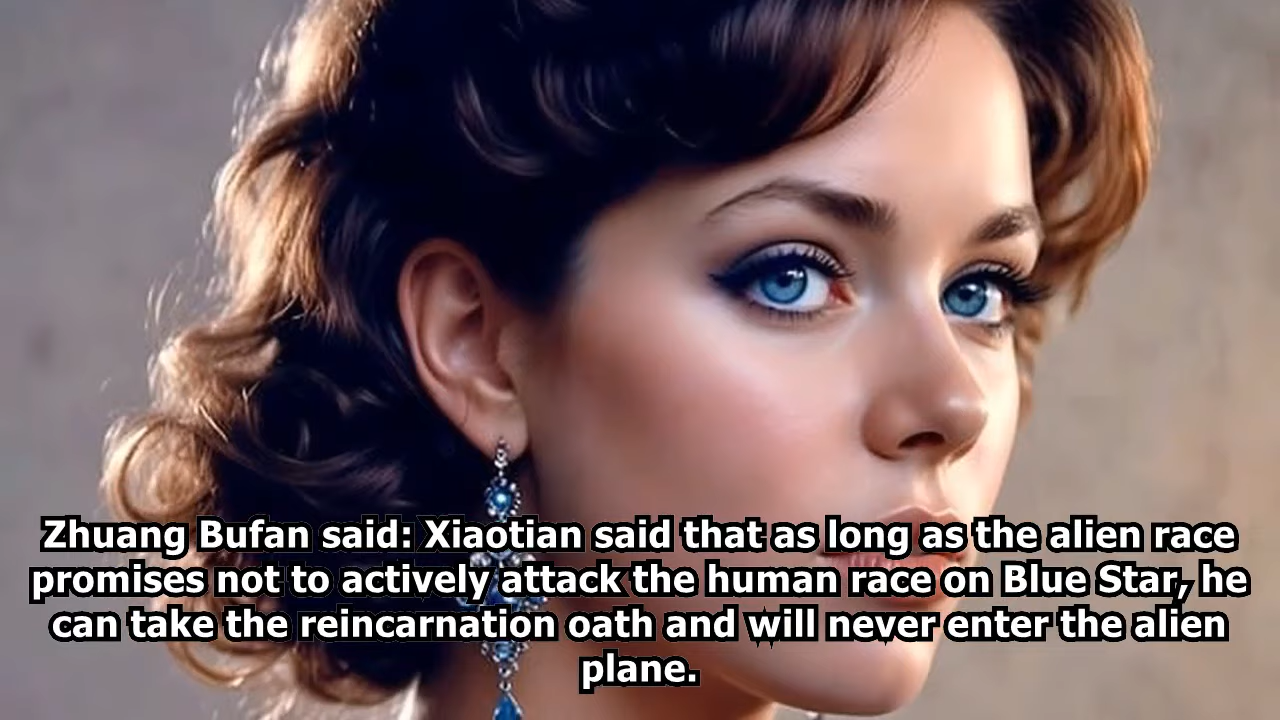 Zhuang Bufan said: Xiaotian said that as long as the alien race
promises not to actively attack the human race on Blue Star, he
can take the reincarnation oath and will never enter the alien
plane.